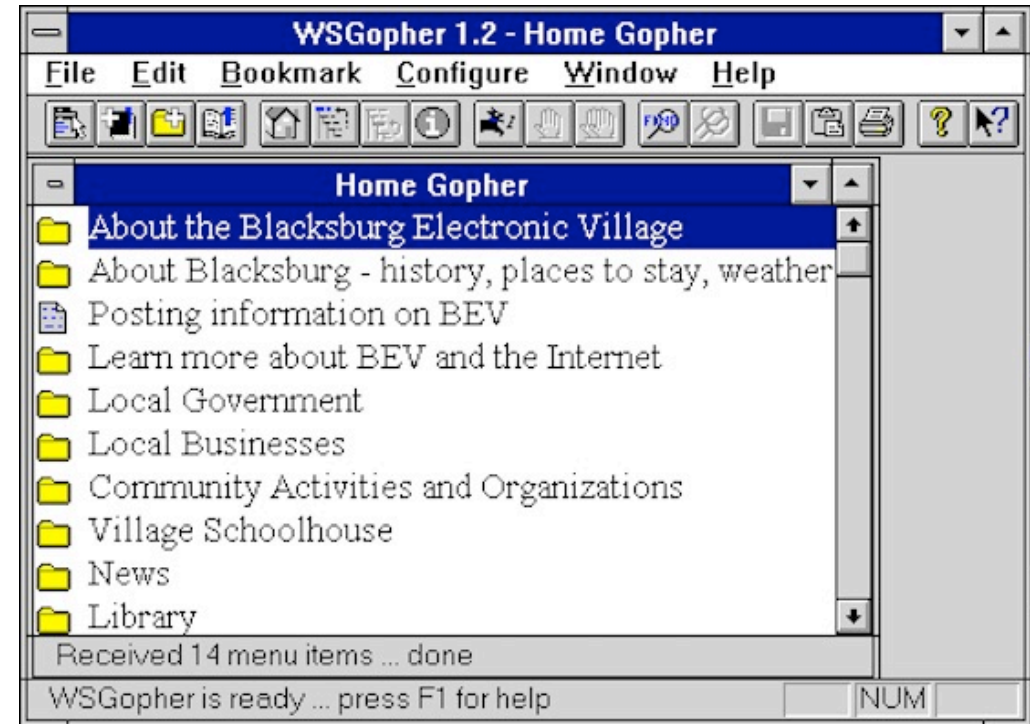 WSGopher 1.2 - Home Gopher
File Edit Bookmark Configure Window Help
FIND
Home Gopher
About the Blacksburg Electronic Village
About Blacksburg - history, places to stay, weather
Posting information on BEV
Learn more about BEV and the Internet
Local Government
Local Businesses
Community Activities and Organizations
Village Schoolhouse
News
Library
Received 14 menu items ... done
WSGopher is ready ... press F1 for help NUM